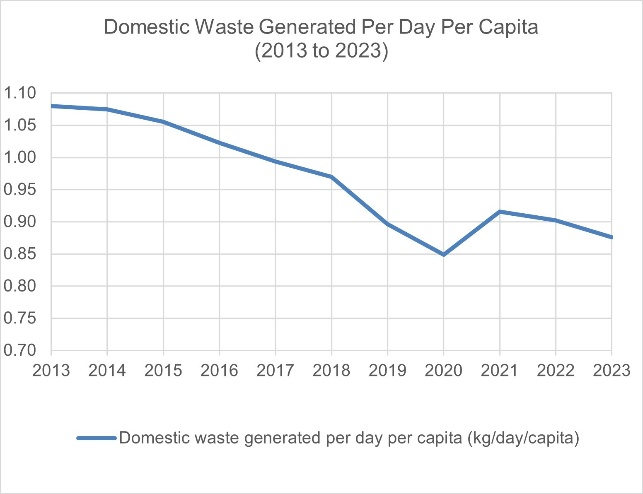 Domestic Waste Generated Per Day Per Capita
(2013 to 2023)
1.10
1.05
1.00
0.95
0.90
0.85
0.80
0.75
0.70
2013 2014 2015 2016 2017 2018 2019 2020 2021 2022 2023
Domestic waste generated per day per capita (kg/day/capita)